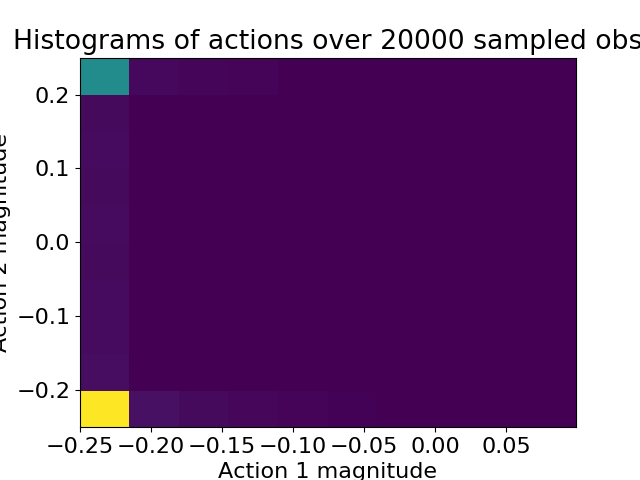 Histograms of actions over 20000 sampled obs
Action 2 magnitude
0.2
0.1
0.0
−0.1
−0.2
−0.25 −0.20 −0.15 −0.10 −0.05 0.00 0.05
Action 1 magnitude